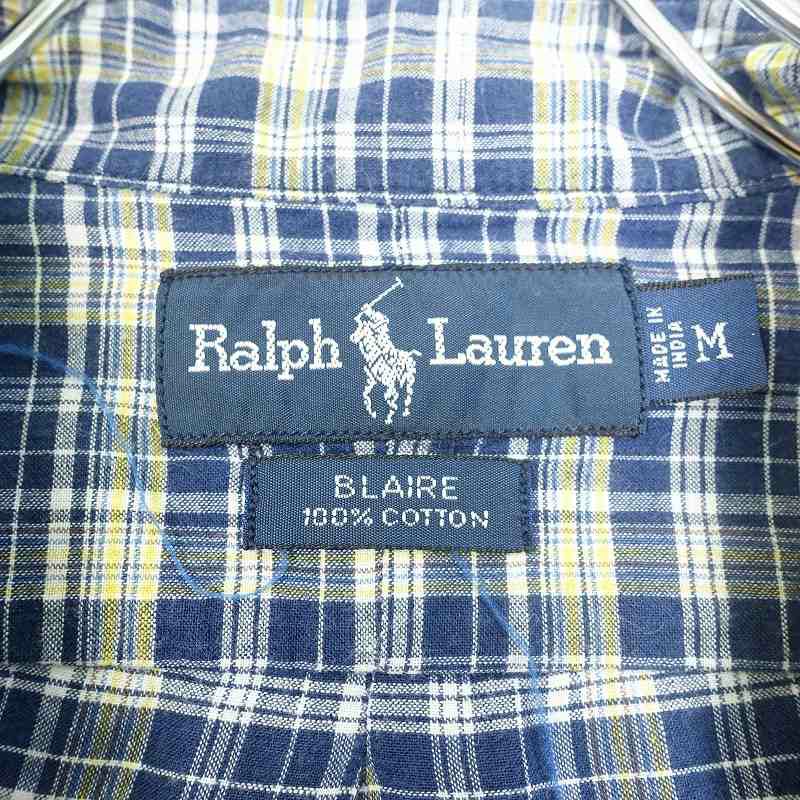 Ralph Lauren
MADE IN
INDIA
M
BLAIRE
100% COTTON